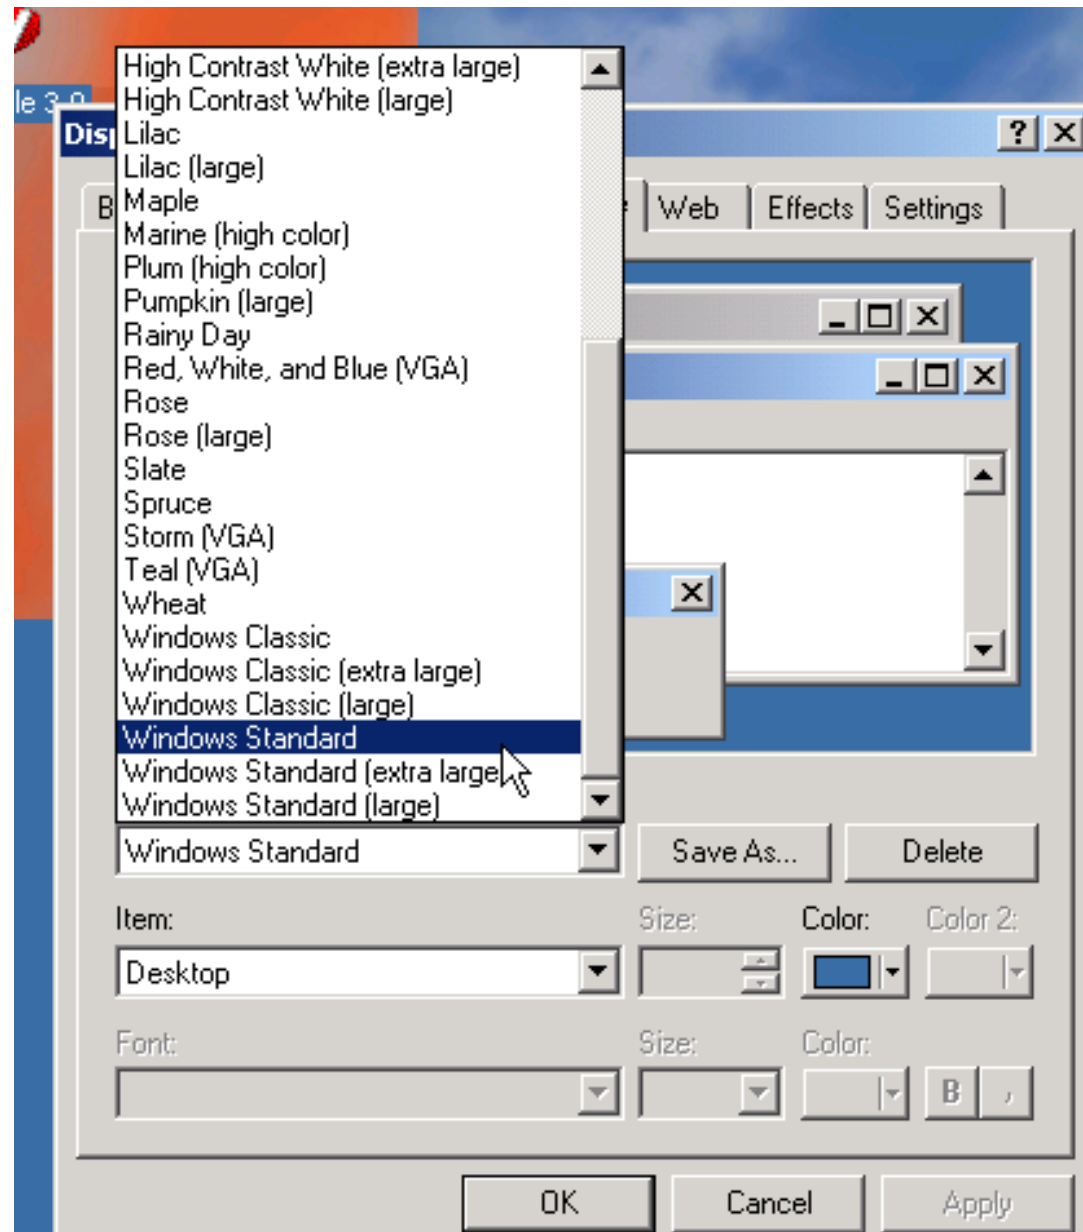 High Contrast White (extra large)
High Contrast White (large)
le 3.0
Lilac
Lilac (large)
Maple
Marine (high color)
Plum (high color)
Pumpkin (large)
Rainy Day
Red, White, and Blue (VGA)
Rose
Rose (large)
Slate
Spruce
Storm (VGA)
Teal (VGA)
Wheat
Windows Classic
Windows Classic (extra large)
Windows Classic (large)
Windows Standard
Windows Standard (extra large
Windows Standard (large)
Disp
B Web Effects Settings
Windows Standard Save As... Delete
Item: Size: Color: Color 2:
Desktop
Font: Size: Color:
B ,
OK Cancel Apply